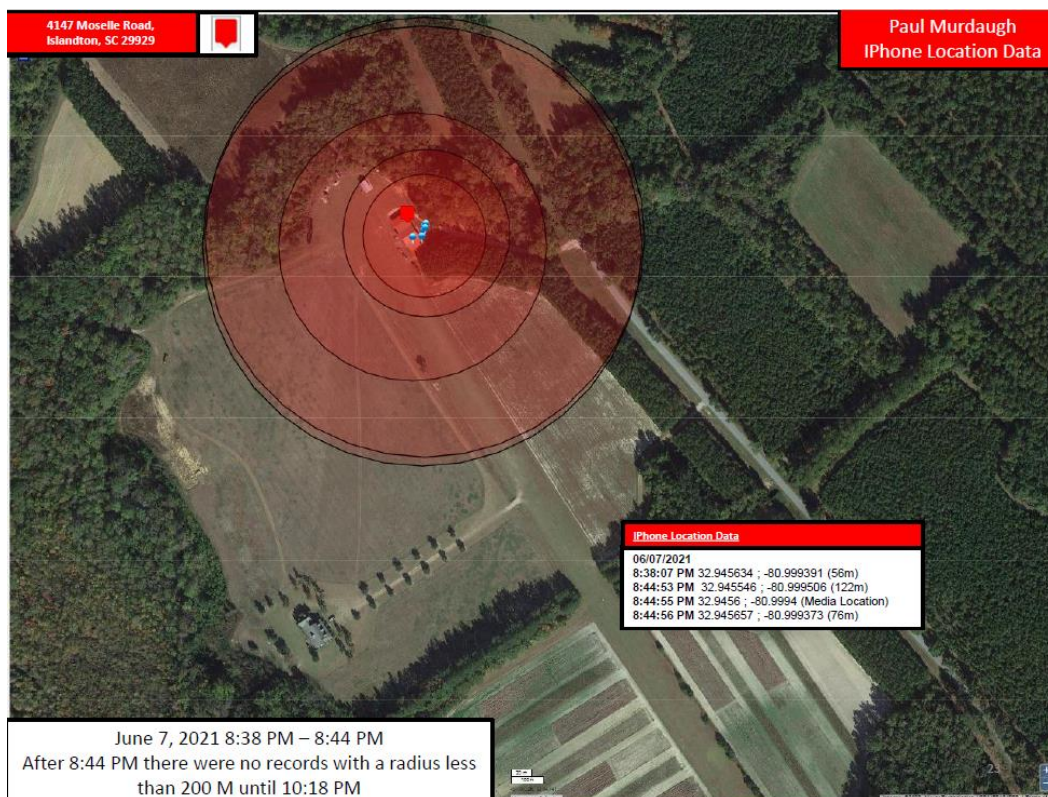 4147 Moselle Road,
Islandton, SC 29929
Paul Murdaugh
IPhone Location Data
IPhone Location Data
06/07/2021
8:38:07 PM 32.945634 ; -80.999391 (56m)
8:44:53 PM 32.945546 ; -80.999506 (122m)
8:44:55 PM 32.9456 ; -80.9994 (Media Location)
8:44:56 PM 32.945657 ; -80.999373 (76m)
June 7, 2021 8:38 PM – 8:44 PM
After 8:44 PM there were no records with a radius less
than 200 M until 10:18 PM